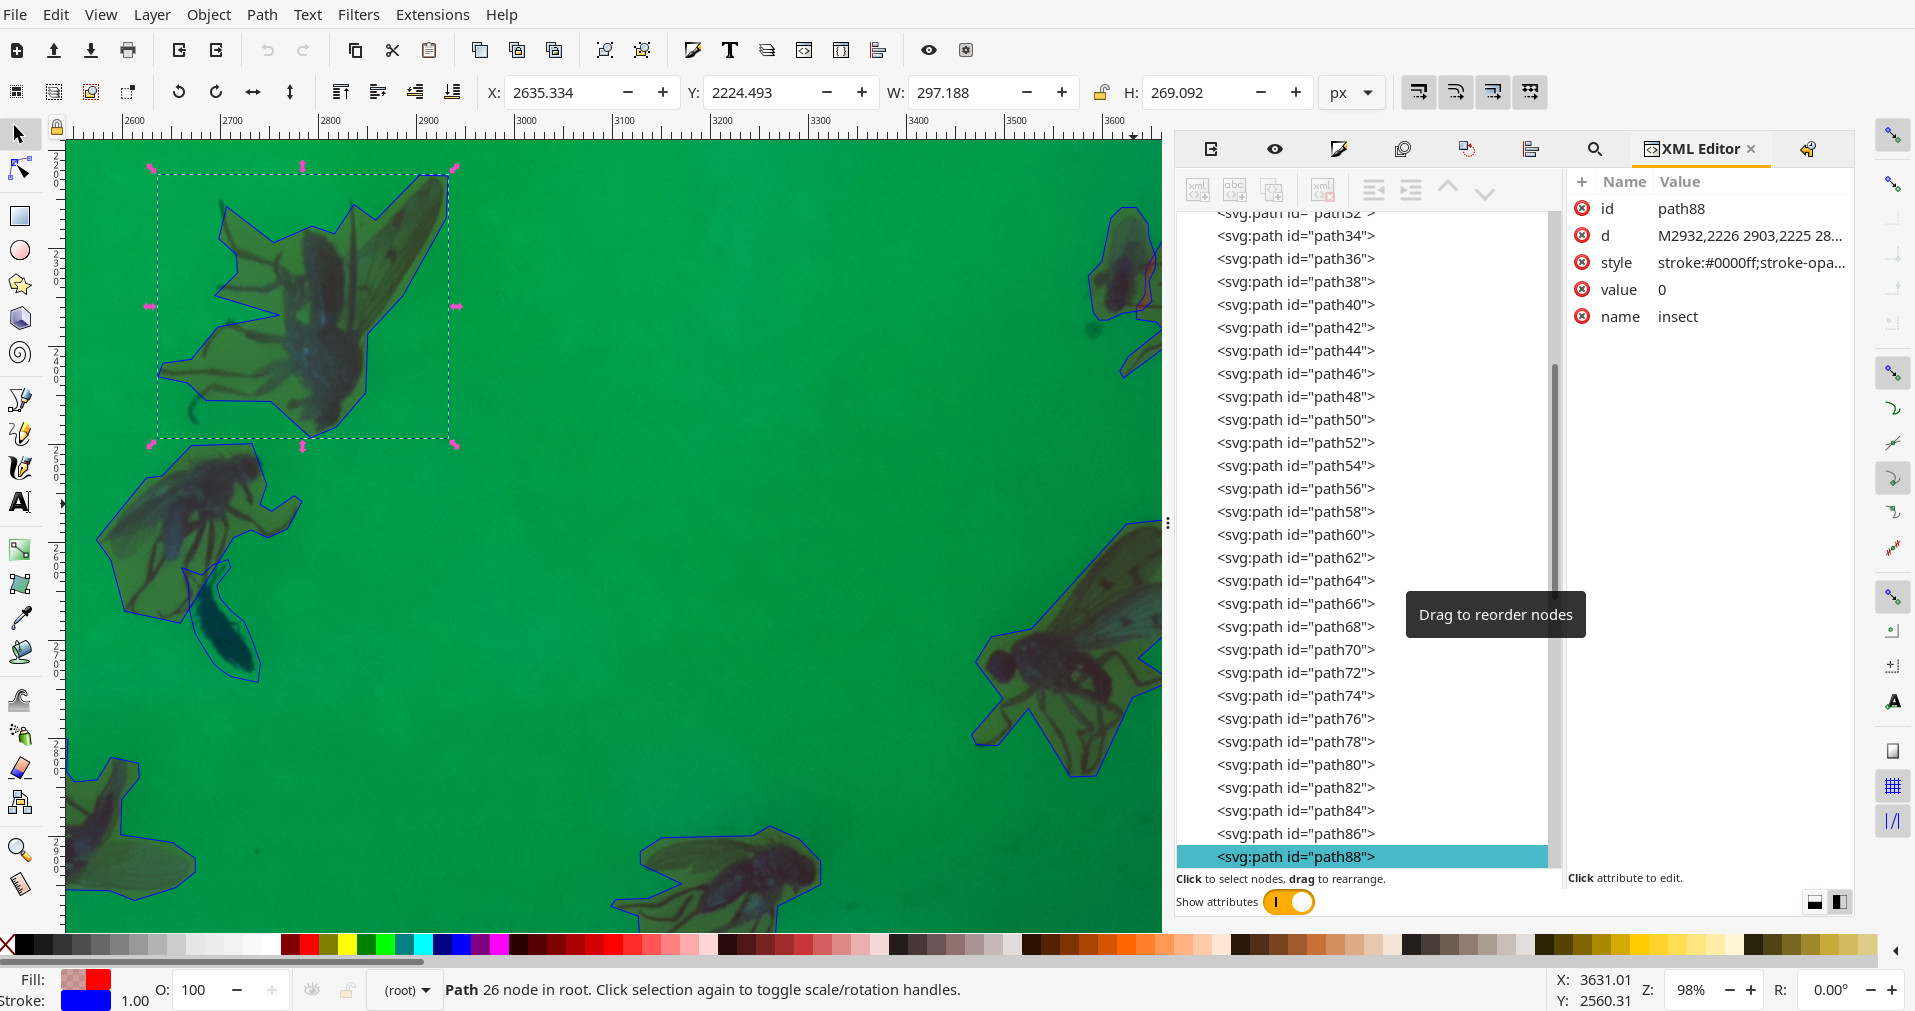 File Edit View Layer Object Path Text Filters Extensions Help
X: 2635.334 Y: 2224.493 W: 297.188 H: 269.092 px
2600 2700 2800 2900 3000 3100 3200 3300 3400 3500 3600
XML Editor
Name Value
id path88
d M2932,2226 2903,2225 28...
style stroke:#0000ff;stroke-opa...
value 0
name insect
<svg:path id="path32">
<svg:path id="path34">
<svg:path id="path36">
<svg:path id="path38">
<svg:path id="path40">
<svg:path id="path42">
<svg:path id="path44">
<svg:path id="path46">
<svg:path id="path48">
<svg:path id="path50">
<svg:path id="path52">
<svg:path id="path54">
<svg:path id="path56">
<svg:path id="path58">
<svg:path id="path60">
<svg:path id="path62">
<svg:path id="path64">
<svg:path id="path66">
<svg:path id="path68">
<svg:path id="path70">
<svg:path id="path72">
<svg:path id="path74">
<svg:path id="path76">
<svg:path id="path78">
<svg:path id="path80">
<svg:path id="path82">
<svg:path id="path84">
<svg:path id="path86">
<svg:path id="path88">
Drag to reorder nodes
Click to select nodes, drag to rearrange.
Click attribute to edit.
Show attributes
2200
2300
2400
2500
2600
2700
2800
2900
Fill:
Stroke: 1.00
O: 100
(root)
Path 26 node in root. Click selection again to toggle scale/rotation handles.
X: 3631.01
Y: 2560.31
Z: 98%
R: 0.00°